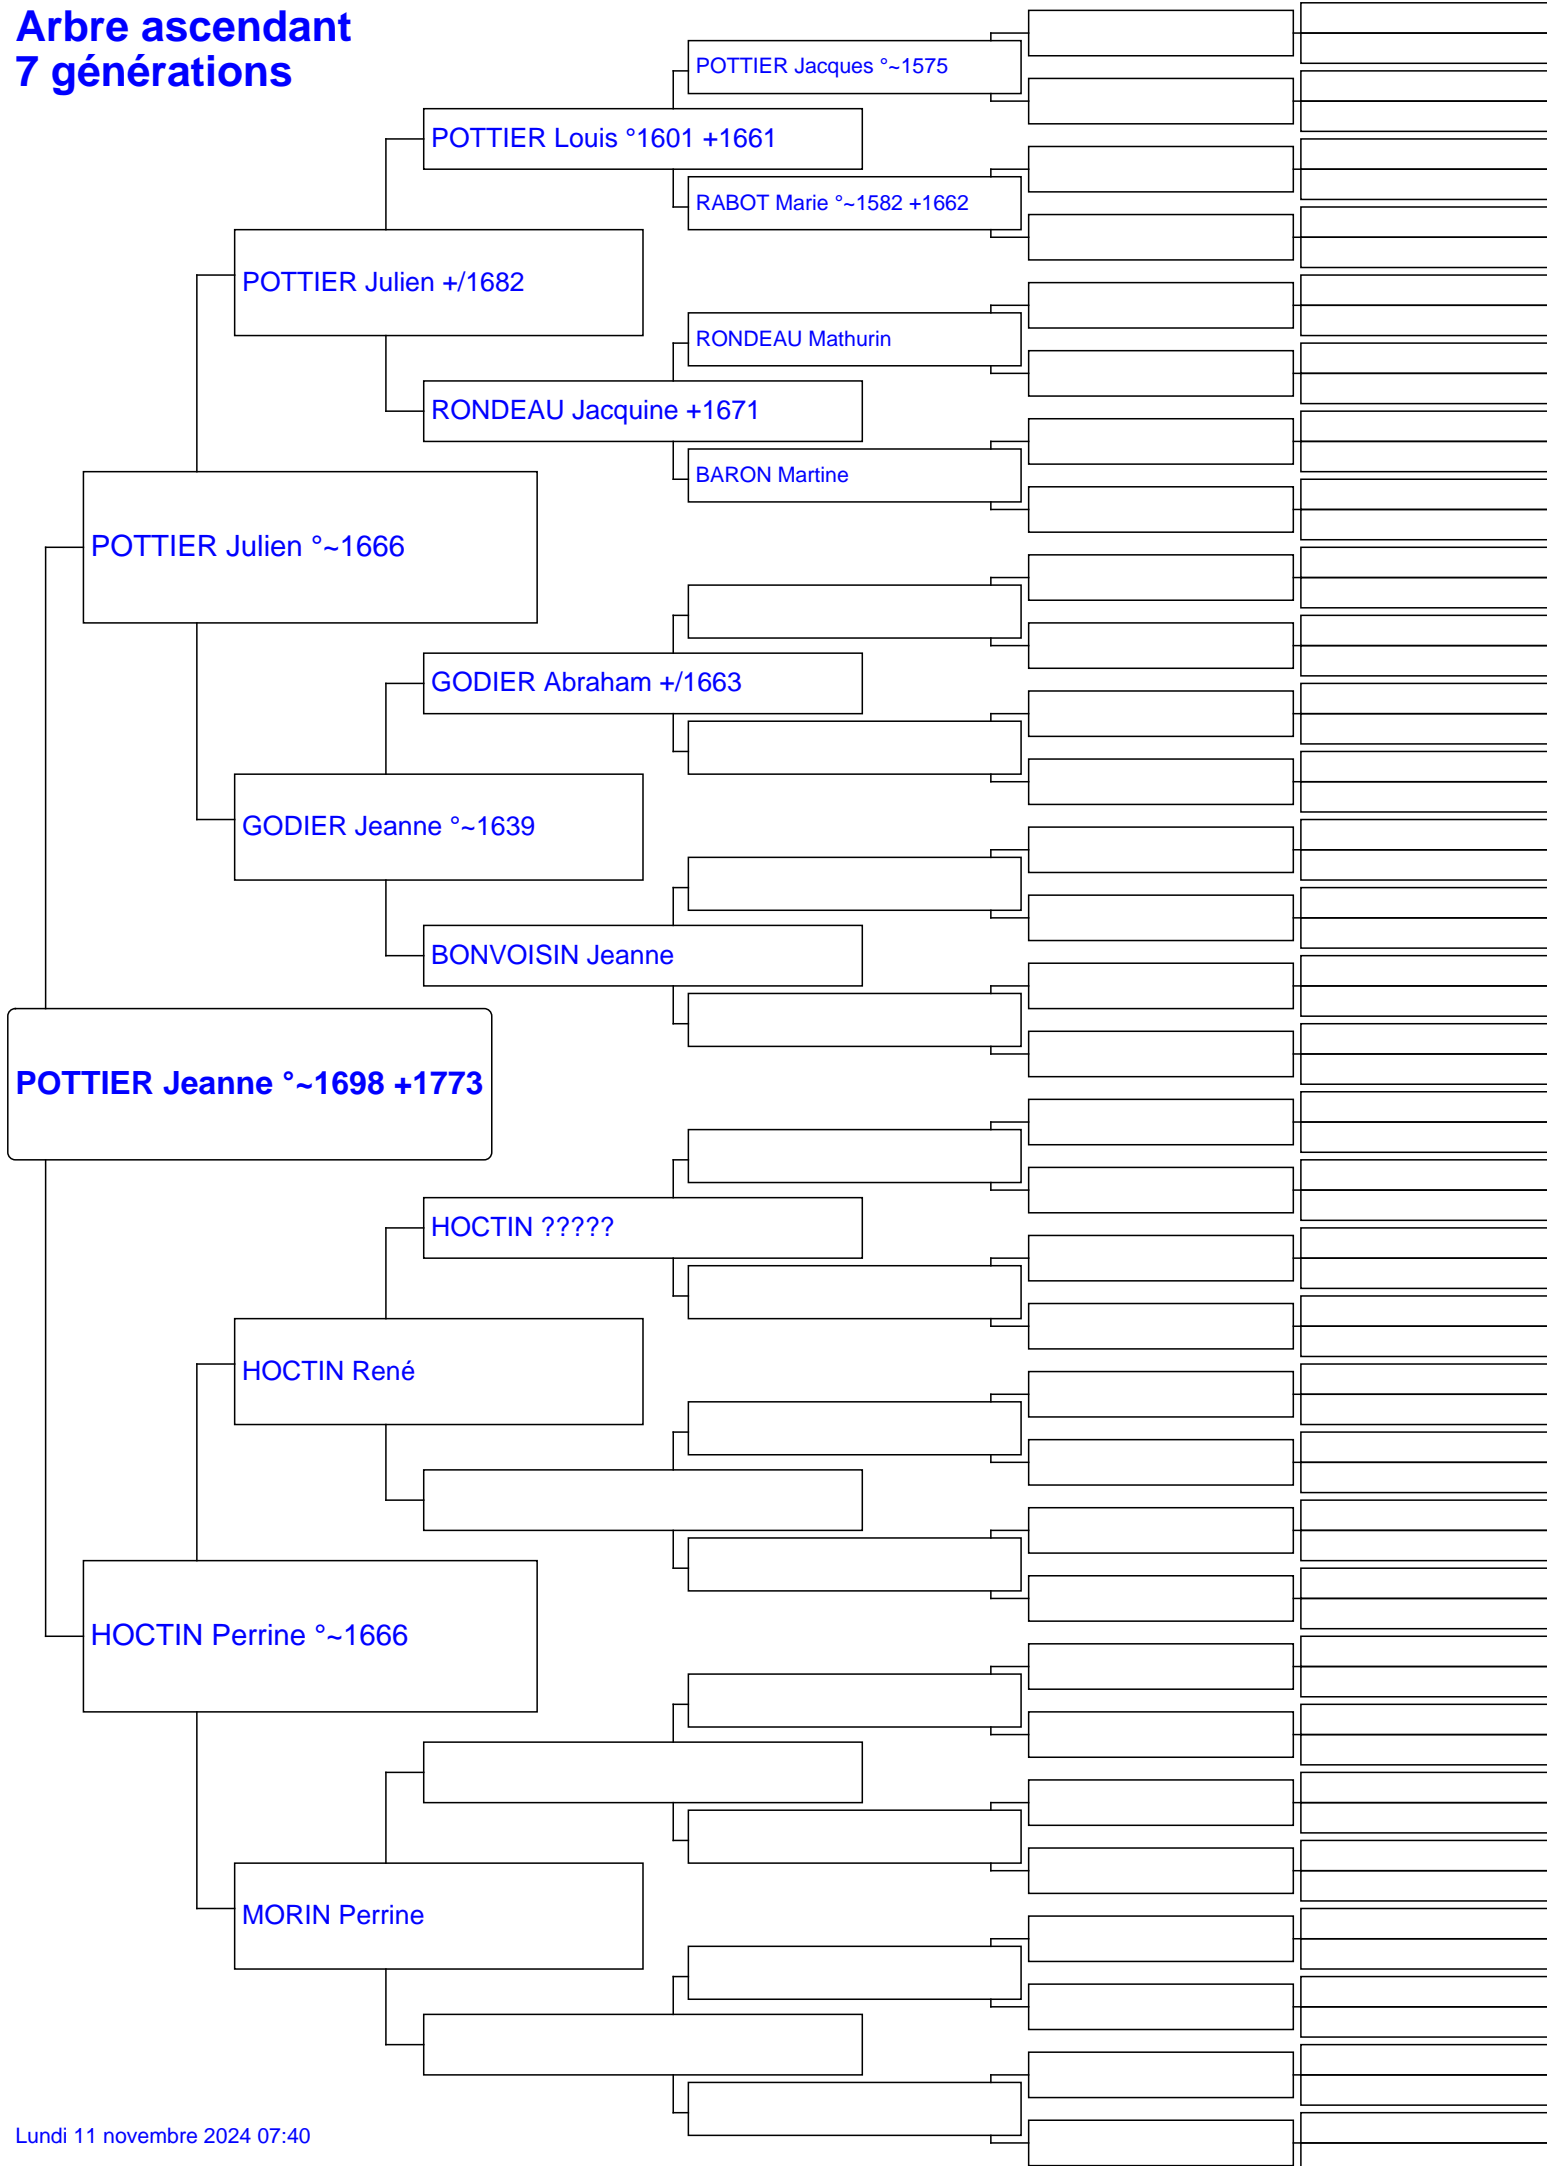 Arbre ascendant
7 générations
POTTIER Jacques °~1575
POTTIER Louis °1601 +1661
RABOT Marie °~1582 +1662
POTTIER Julien +/1682
RONDEAU Mathurin
RONDEAU Jacquine +1671
BARON Martine
POTTIER Julien °~1666
GODIER Abraham +/1663
GODIER Jeanne °~1639
BONVOISIN Jeanne
POTTIER Jeanne °~1698 +1773
HOCTIN ?????
HOCTIN René
HOCTIN Perrine °~1666
MORIN Perrine
Lundi 11 novembre 2024 07:40